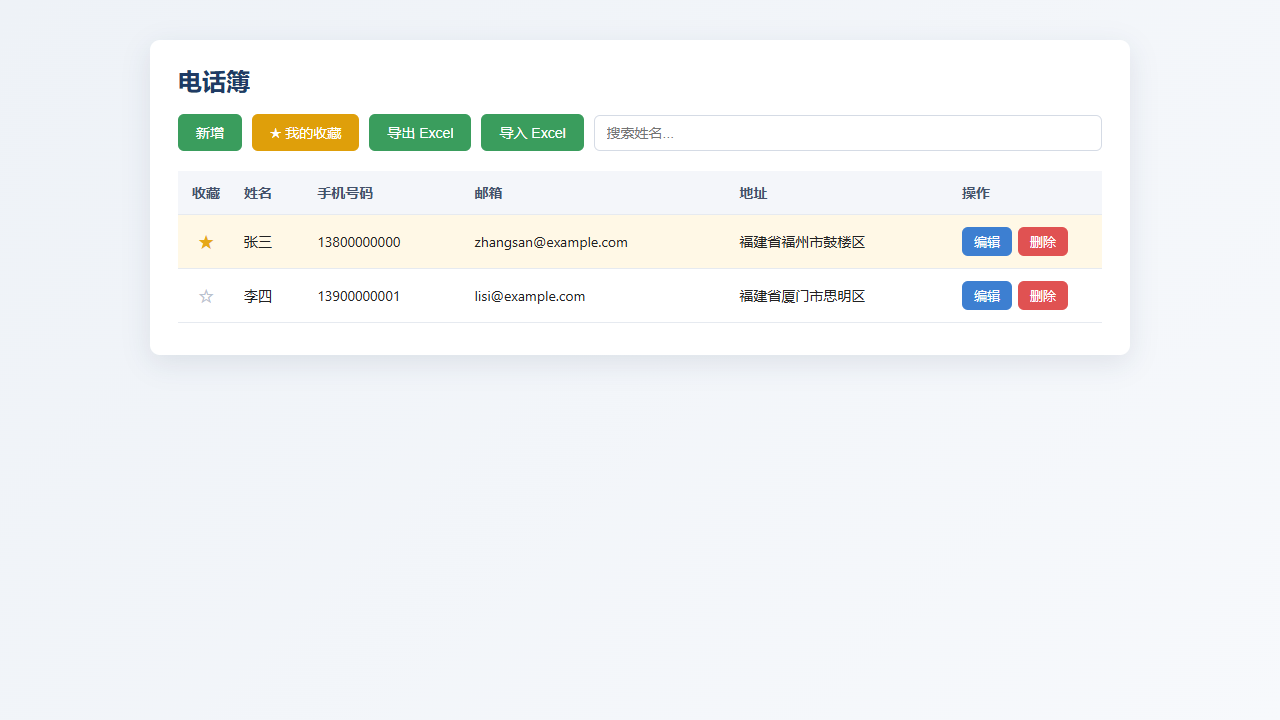 电话簿
新增 ★ 我的收藏 导出 Excel 导入 Excel 搜索姓名...
收藏 姓名 手机号码 邮箱 地址 操作
★ 张三 13800000000 zhangsan@example.com 福建省福州市鼓楼区 编辑 删除
☆ 李四 13900000001 lisi@example.com 福建省厦门市思明区 编辑 删除